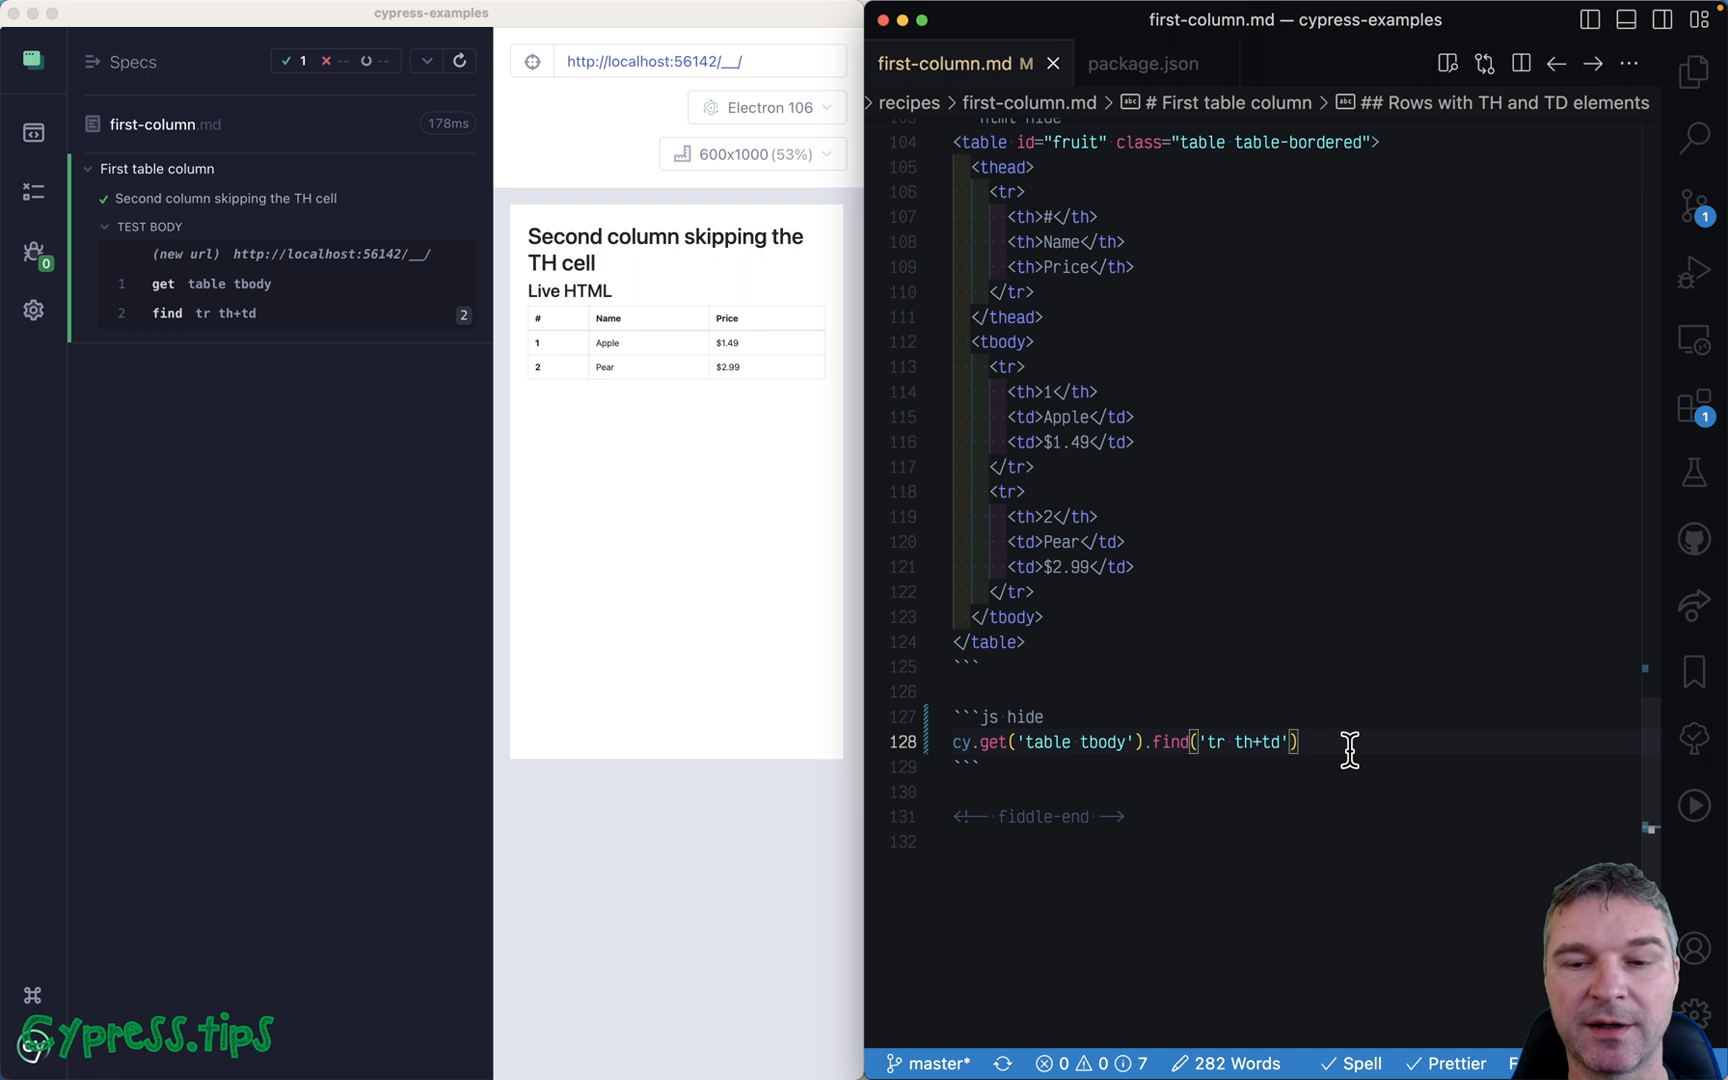 cypress-examples
Specs
1
--
--
first-column.md
178ms
First table column
Second column skipping the TH cell
TEST BODY
(new url) http://localhost:56142/__/
1 get table tbody
2 find tr th+td 2
0
Cypress.tips
http://localhost:56142/__/
Electron 106
600x1000 (53%)
Second column skipping the
TH cell
Live HTML
# Name Price
1 Apple $1.49
2 Pear $2.99
first-column.md — cypress-examples
first-column.md M
package.json
recipes > first-column.md > # First table column > ## Rows with TH and TD elements
103 ```html hide
104 <table id="fruit" class="table table-bordered">
105 <thead>
106 <tr>
107 <th>#</th>
108 <th>Name</th>
109 <th>Price</th>
110 </tr>
111 </thead>
112 <tbody>
113 <tr>
114 <th>1</th>
115 <td>Apple</td>
116 <td>$1.49</td>
117 </tr>
118 <tr>
119 <th>2</th>
120 <td>Pear</td>
121 <td>$2.99</td>
122 </tr>
123 </tbody>
124 </table>
125 ```
126
127 ```js hide
128 cy.get('table tbody').find('tr th+td')
129 ```
130
131 <!-- fiddle-end -->
132
1
1
master* 0 0 7 282 Words Spell Prettier